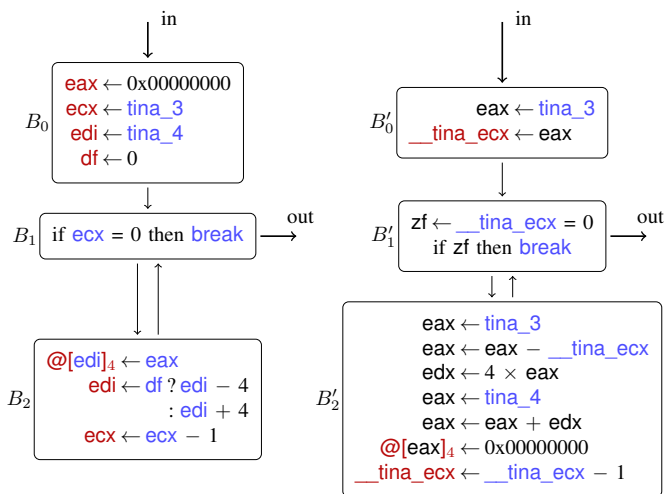 in
B₀
eax ← 0x00000000
ecx ← tina_3
edi ← tina_4
df ← 0
B₁
if ecx = 0 then break
out
B₂
@[edi]₄ ← eax
edi ← df ? edi − 4
: edi + 4
ecx ← ecx − 1
in
B′₀
eax ← tina_3
__tina_ecx ← eax
B′₁
zf ← __tina_ecx = 0
if zf then break
out
B′₂
eax ← tina_3
eax ← eax − __tina_ecx
edx ← 4 × eax
eax ← tina_4
eax ← eax + edx
@[eax]₄ ← 0x00000000
__tina_ecx ← __tina_ecx − 1